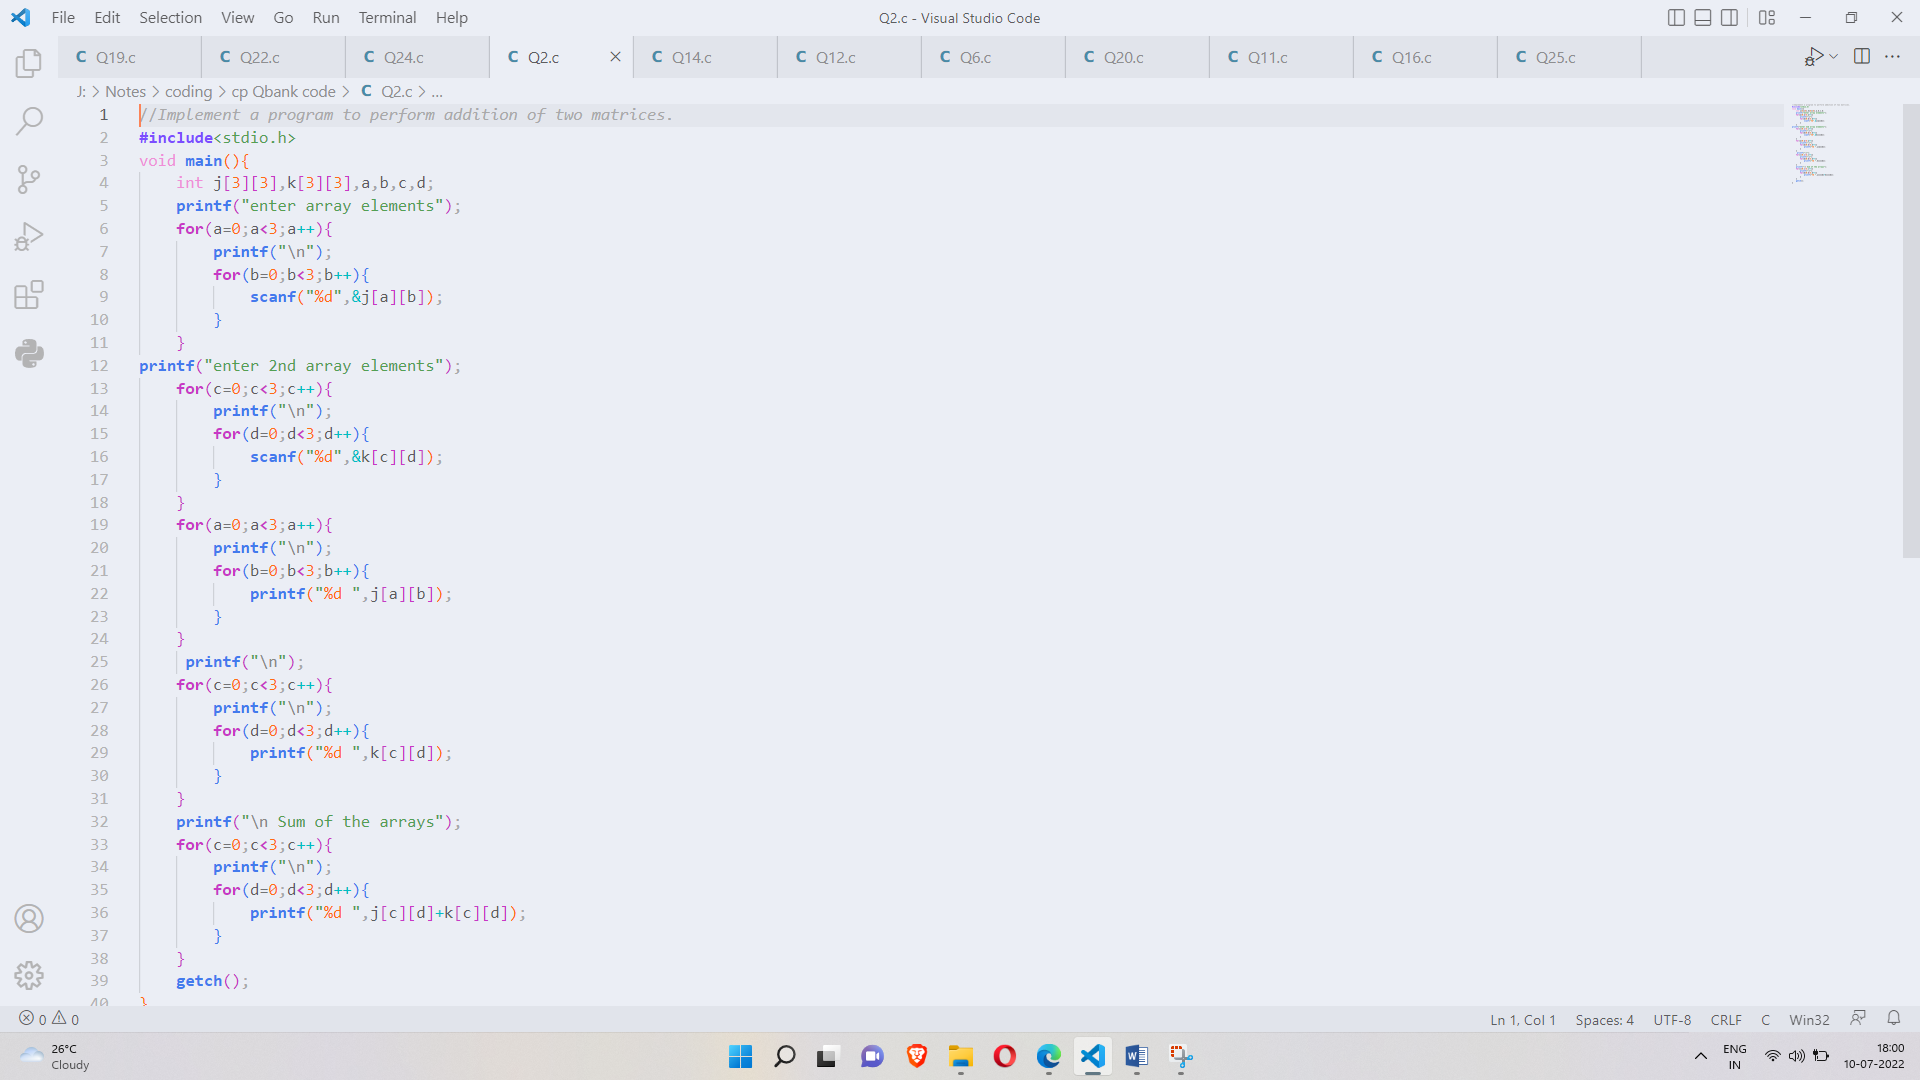 File Edit Selection View Go Run Terminal Help
Q2.c - Visual Studio Code
C Q19.c C Q22.c C Q24.c C Q2.c C Q14.c C Q12.c C Q6.c C Q20.c C Q11.c C Q16.c C Q25.c
J: > Notes > coding > cp Qbank code > C Q2.c > ...
1 //Implement a program to perform addition of two matrices.
2 #include<stdio.h>
3 void main(){
4     int j[3][3],k[3][3],a,b,c,d;
5     printf("enter array elements");
6     for(a=0;a<3;a++){
7         printf("\n");
8         for(b=0;b<3;b++){
9             scanf("%d",&j[a][b]);
10         }
11     }
12 printf("enter 2nd array elements");
13     for(c=0;c<3;c++){
14         printf("\n");
15         for(d=0;d<3;d++){
16             scanf("%d",&k[c][d]);
17         }
18     }
19     for(a=0;a<3;a++){
20         printf("\n");
21         for(b=0;b<3;b++){
22             printf("%d ",j[a][b]);
23         }
24     }
25      printf("\n");
26     for(c=0;c<3;c++){
27         printf("\n");
28         for(d=0;d<3;d++){
29             printf("%d ",k[c][d]);
30         }
31     }
32     printf("\n Sum of the arrays");
33     for(c=0;c<3;c++){
34         printf("\n");
35         for(d=0;d<3;d++){
36             printf("%d ",j[c][d]+k[c][d]);
37         }
38     }
39     getch();
40 }
0 0 Ln 1, Col 1 Spaces: 4 UTF-8 CRLF C Win32
26°C
Cloudy
ENG
IN
18:00
10-07-2022